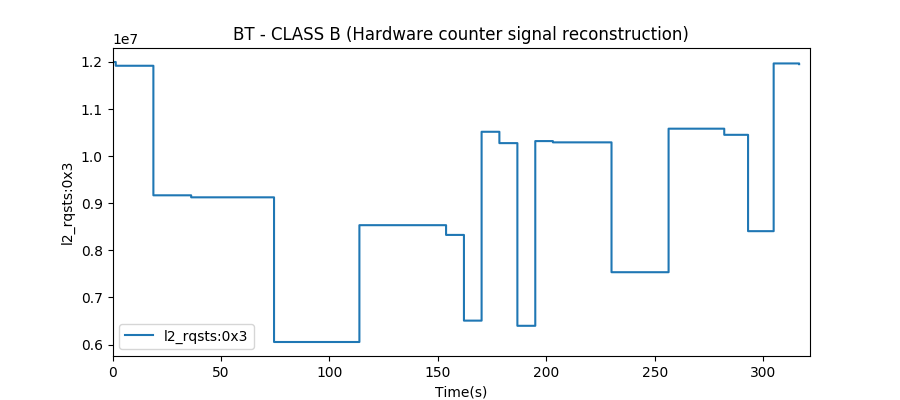 BT - CLASS B (Hardware counter signal reconstruction)
1e7
1.2
1.1
1.0
0.9
0.8
0.7
0.6
l2_rqsts:0x3
l2_rqsts:0x3
0 50 100 150 200 250 300
Time(s)